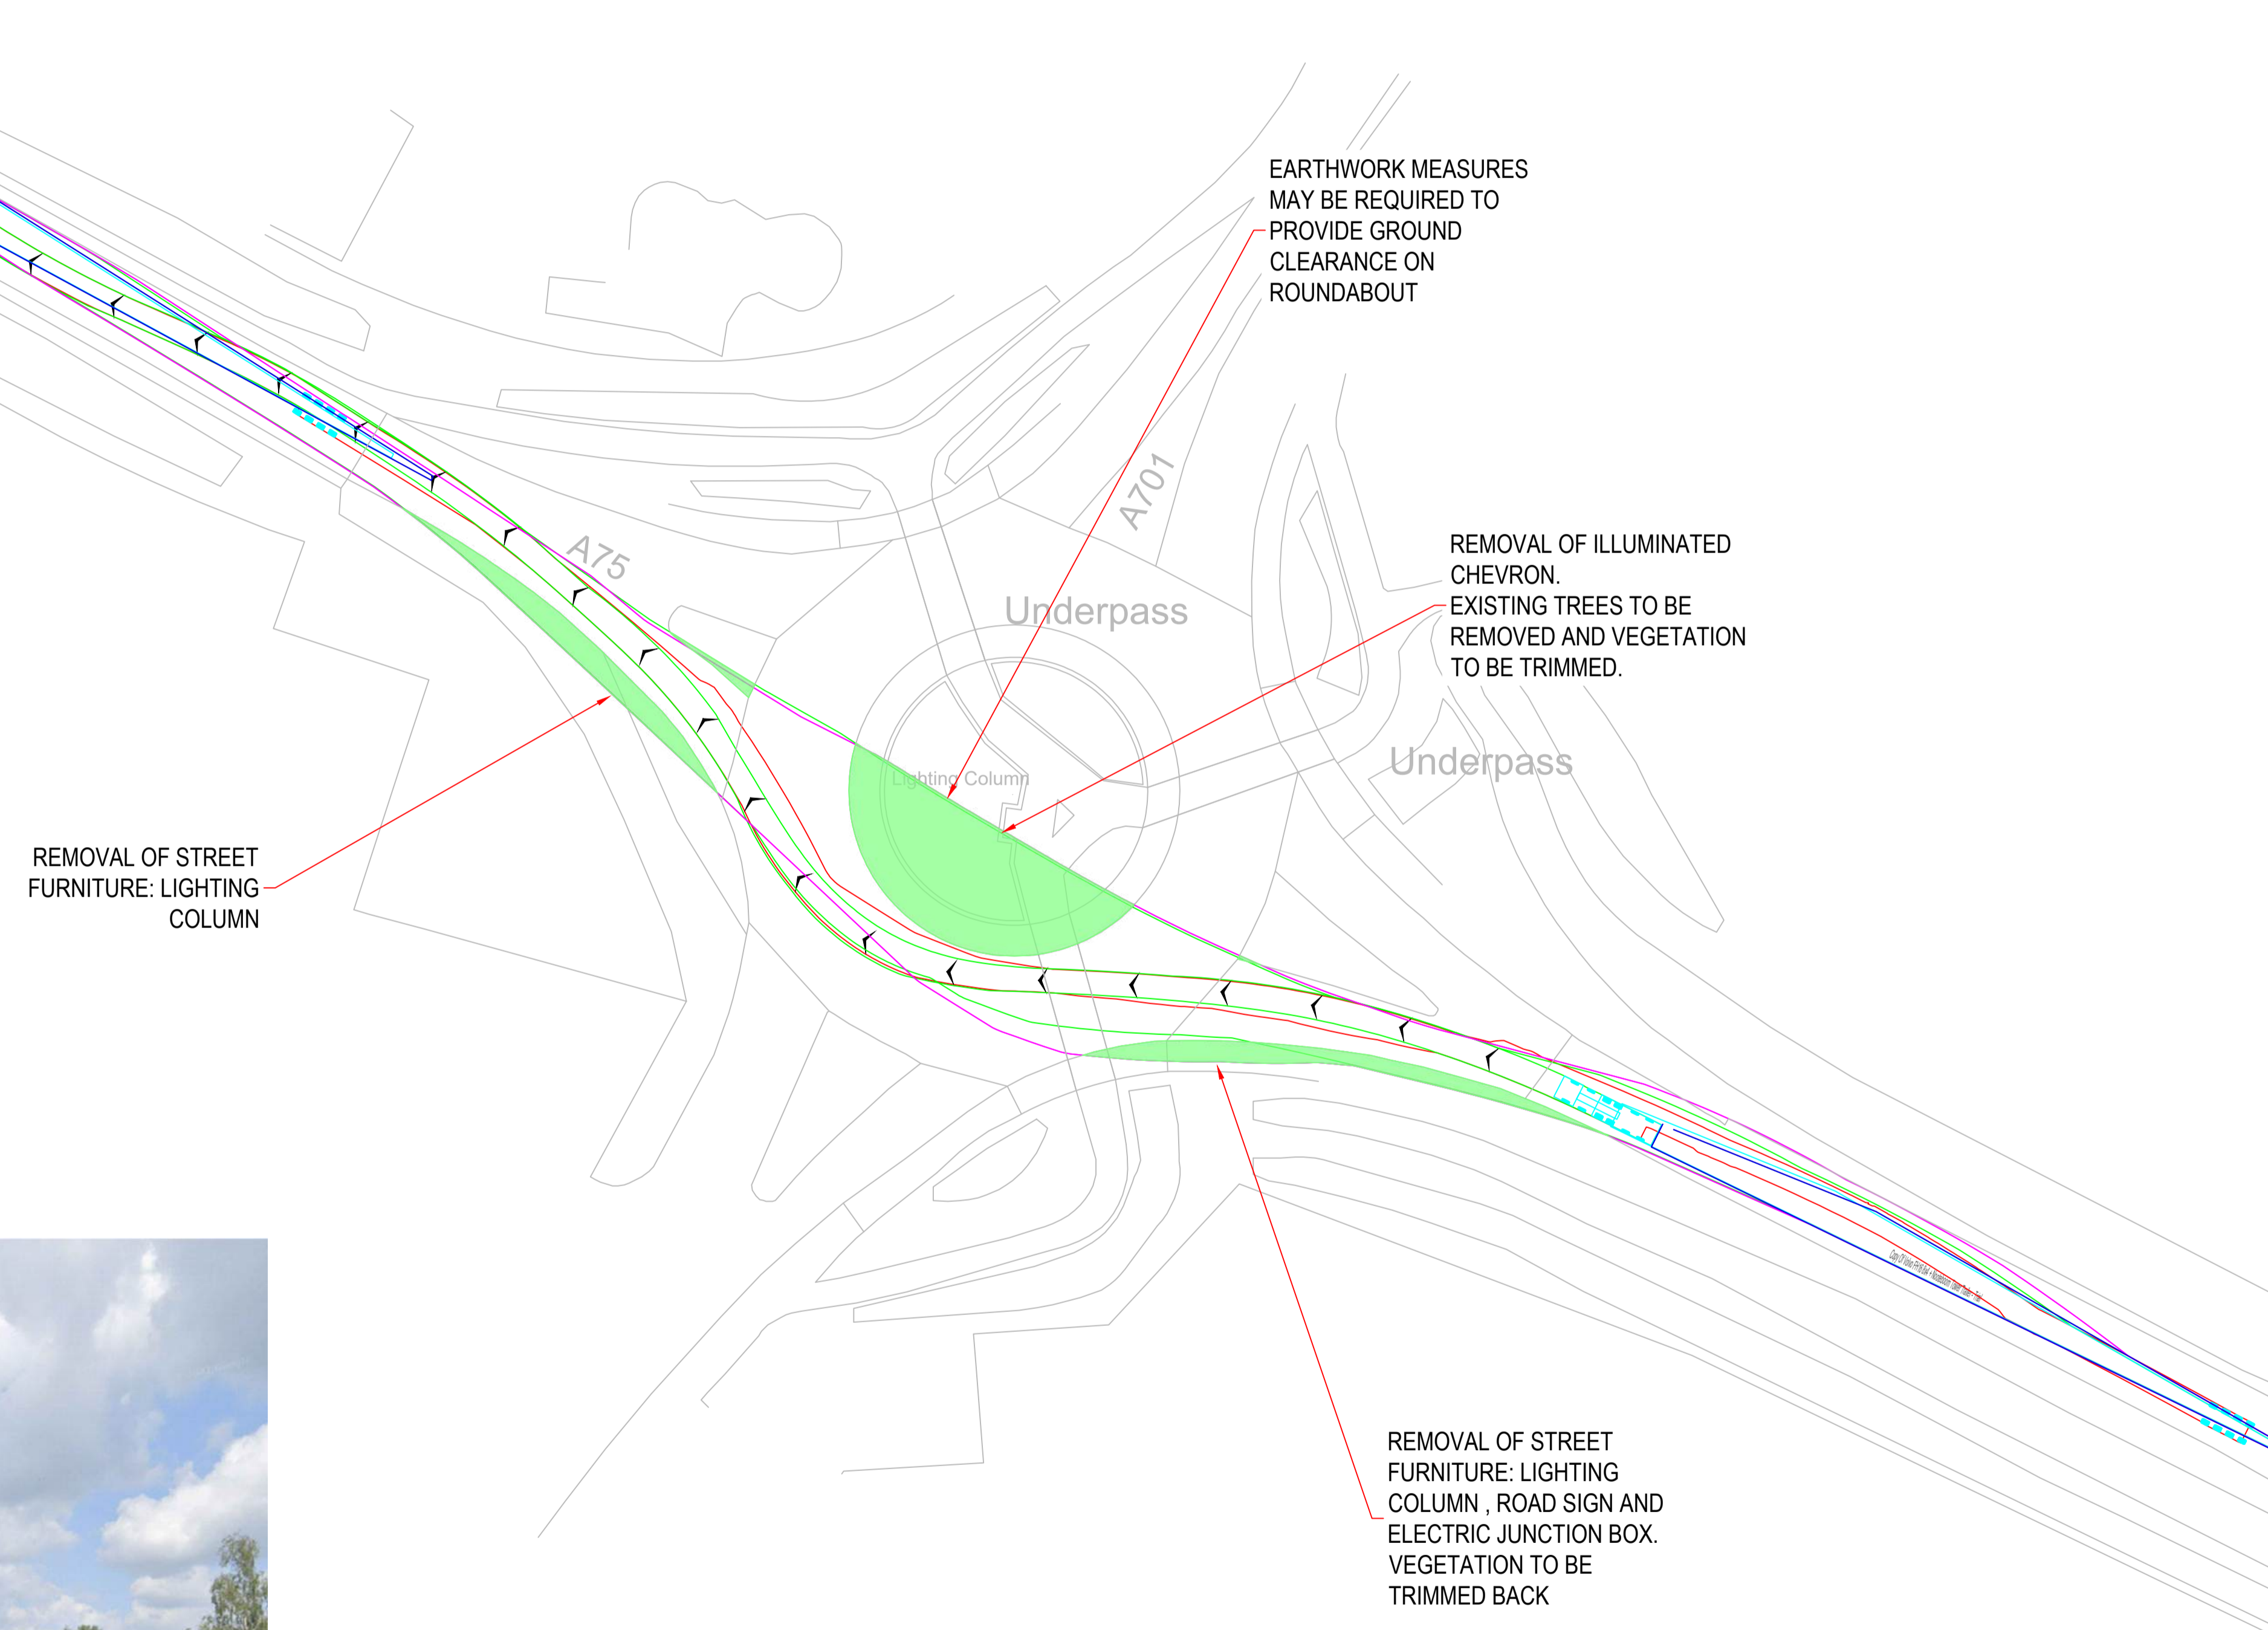 EARTHWORK MEASURES
MAY BE REQUIRED TO
PROVIDE GROUND
CLEARANCE ON
ROUNDABOUT
A701
REMOVAL OF ILLUMINATED
CHEVRON.
EXISTING TREES TO BE
REMOVED AND VEGETATION
TO BE TRIMMED.
A75
Underpass
Underpass
Lighting Column
REMOVAL OF STREET
FURNITURE: LIGHTING
COLUMN
REMOVAL OF STREET
FURNITURE: LIGHTING
COLUMN , ROAD SIGN AND
ELECTRIC JUNCTION BOX.
VEGETATION TO BE
TRIMMED BACK